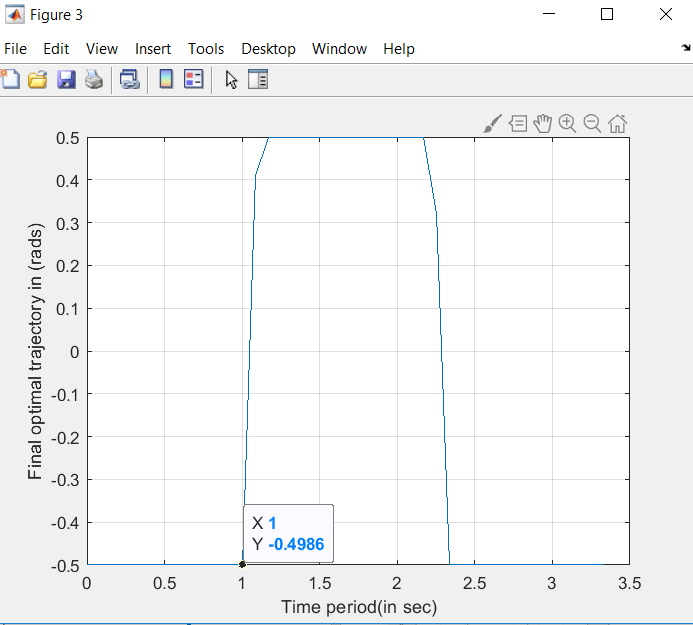 Figure 3
File Edit View Insert Tools Desktop Window Help
Final optimal trajectory in (rads)
0.5
0.4
0.3
0.2
0.1
0
-0.1
-0.2
-0.3
-0.4
-0.5
X 1
Y -0.4986
0 0.5 1 1.5 2 2.5 3 3.5
Time period(in sec)